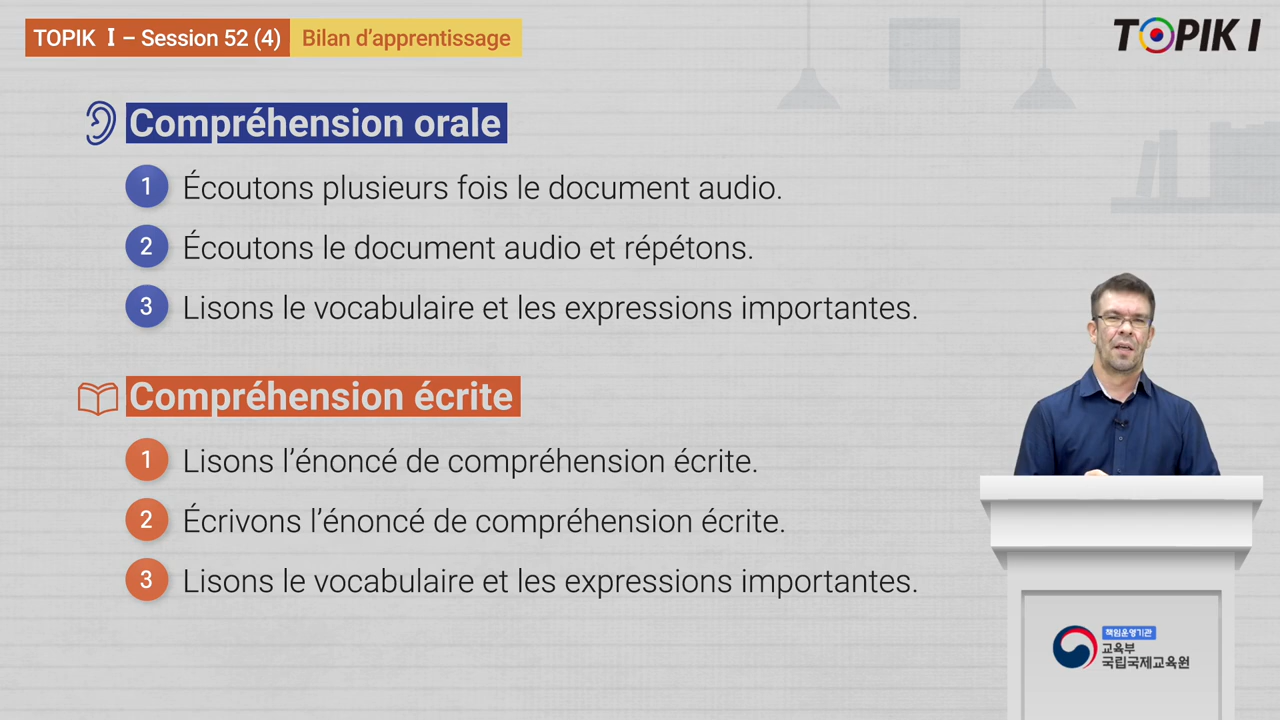 TOPIK Ⅰ – Session 52 (4) Bilan d’apprentissage
TOPIK I
Compréhension orale
1 Écoutons plusieurs fois le document audio.
2 Écoutons le document audio et répétons.
3 Lisons le vocabulaire et les expressions importantes.
Compréhension écrite
1 Lisons l’énoncé de compréhension écrite.
2 Écrivons l’énoncé de compréhension écrite.
3 Lisons le vocabulaire et les expressions importantes.
책임운영기관
교육부
국립국제교육원